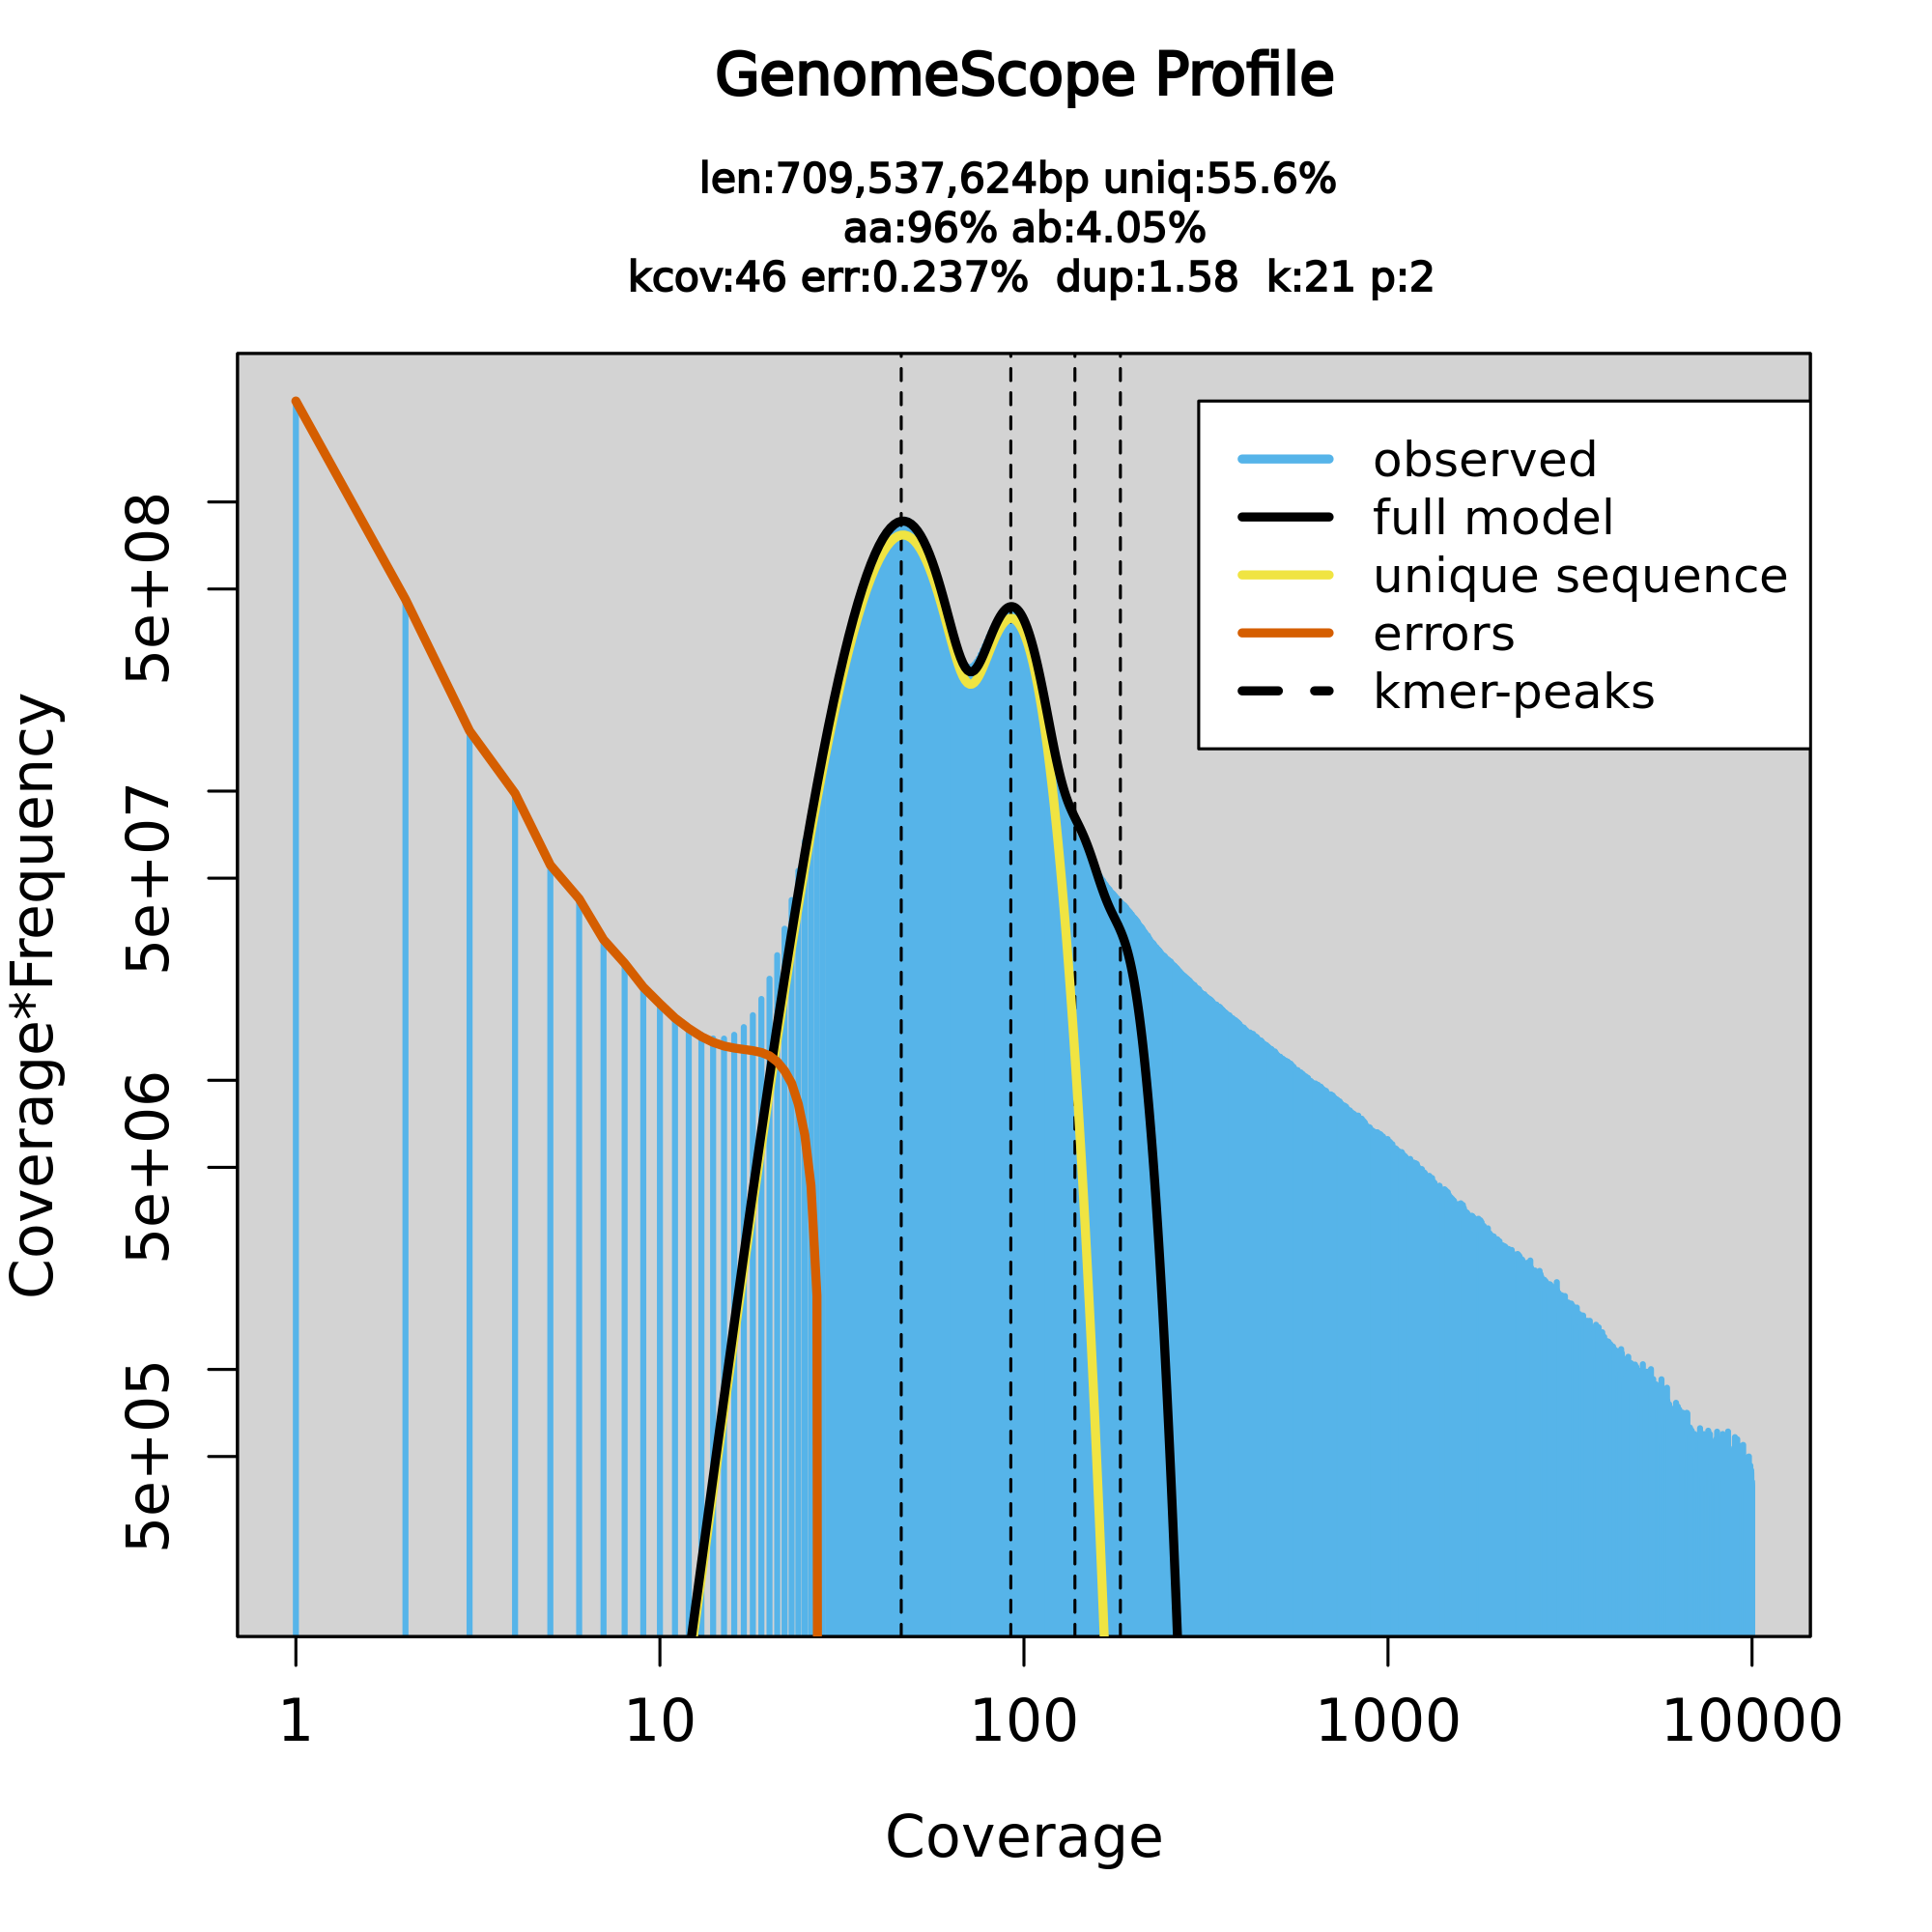 GenomeScope Profile
len:709,537,624bp uniq:55.6%
aa:96% ab:4.05%
kcov:46 err:0.237%  dup:1.58  k:21 p:2
observed
full model
unique sequence
errors
kmer-peaks
Coverage*Frequency
5e+08
5e+07
5e+06
5e+05
1 10 100 1000 10000
Coverage